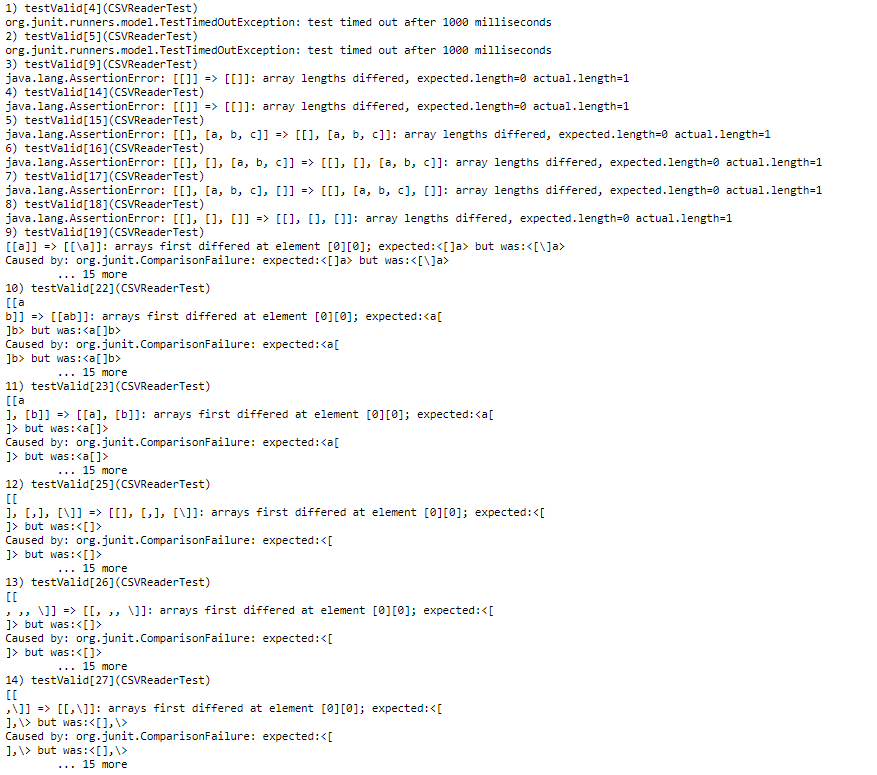 1) testValid[4](CSVReaderTest)
org.junit.runners.model.TestTimedOutException: test timed out after 1000 milliseconds
2) testValid[5](CSVReaderTest)
org.junit.runners.model.TestTimedOutException: test timed out after 1000 milliseconds
3) testValid[9](CSVReaderTest)
java.lang.AssertionError: [[]] => [[]]: array lengths differed, expected.length=0 actual.length=1
4) testValid[14](CSVReaderTest)
java.lang.AssertionError: [[]] => [[]]: array lengths differed, expected.length=0 actual.length=1
5) testValid[15](CSVReaderTest)
java.lang.AssertionError: [[], [a, b, c]] => [[], [a, b, c]]: array lengths differed, expected.length=0 actual.length=1
6) testValid[16](CSVReaderTest)
java.lang.AssertionError: [[], [], [a, b, c]] => [[], [], [a, b, c]]: array lengths differed, expected.length=0 actual.length=1
7) testValid[17](CSVReaderTest)
java.lang.AssertionError: [[], [a, b, c], []] => [[], [a, b, c], []]: array lengths differed, expected.length=0 actual.length=1
8) testValid[18](CSVReaderTest)
java.lang.AssertionError: [[], [], []] => [[], [], []]: array lengths differed, expected.length=0 actual.length=1
9) testValid[19](CSVReaderTest)
[[a]] => [[\a]]: arrays first differed at element [0][0]; expected:<[]a> but was:<[\]a>
Caused by: org.junit.ComparisonFailure: expected:<[]a> but was:<[\]a>
... 15 more
10) testValid[22](CSVReaderTest)
[[a
b]] => [[ab]]: arrays first differed at element [0][0]; expected:<a[
]b> but was:<a[]b>
Caused by: org.junit.ComparisonFailure: expected:<a[
]b> but was:<a[]b>
... 15 more
11) testValid[23](CSVReaderTest)
[[a
], [b]] => [[a], [b]]: arrays first differed at element [0][0]; expected:<a[
]> but was:<a[]>
Caused by: org.junit.ComparisonFailure: expected:<a[
]> but was:<a[]>
... 15 more
12) testValid[25](CSVReaderTest)
[[
], [,], [\]] => [[], [,], [\]]: arrays first differed at element [0][0]; expected:<[
]> but was:<[]>
Caused by: org.junit.ComparisonFailure: expected:<[
]> but was:<[]>
... 15 more
13) testValid[26](CSVReaderTest)
[[
, ,, \]] => [[, ,, \]]: arrays first differed at element [0][0]; expected:<[
]> but was:<[]>
Caused by: org.junit.ComparisonFailure: expected:<[
]> but was:<[]>
... 15 more
14) testValid[27](CSVReaderTest)
[[
,\]] => [[,\]]: arrays first differed at element [0][0]; expected:<[
],\> but was:<[],\>
Caused by: org.junit.ComparisonFailure: expected:<[
],\> but was:<[],\>
... 15 more